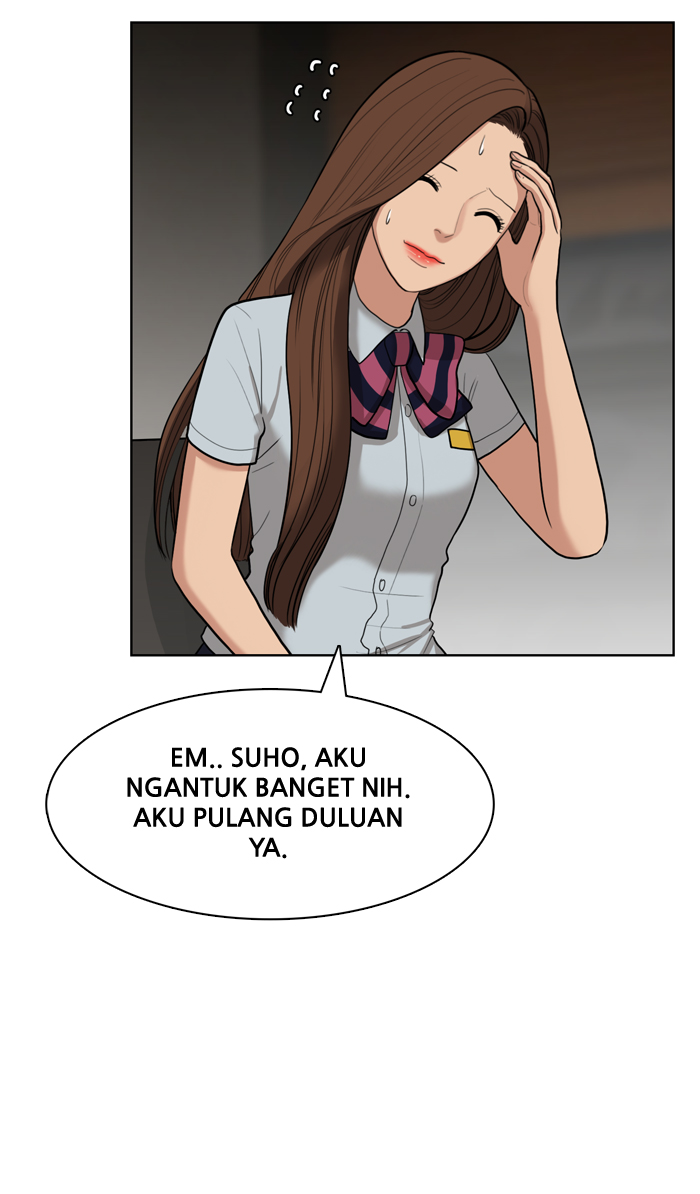 EM.. SUHO, AKU
NGANTUK BANGET NIH.
AKU PULANG DULUAN
YA.